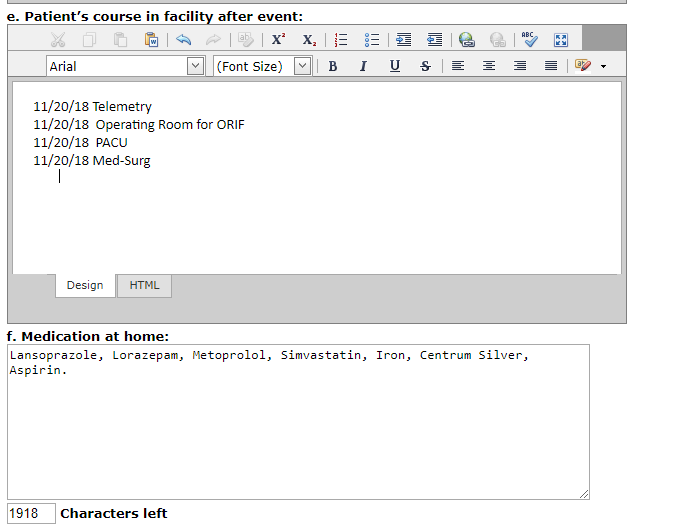 e. Patient's course in facility after event:
Arial (Font Size) B I U S
11/20/18 Telemetry
11/20/18 Operating Room for ORIF
11/20/18 PACU
11/20/18 Med-Surg
Design HTML
f. Medication at home:
Lansoprazole, Lorazepam, Metoprolol, Simvastatin, Iron, Centrum Silver,
Aspirin.
1918 Characters left